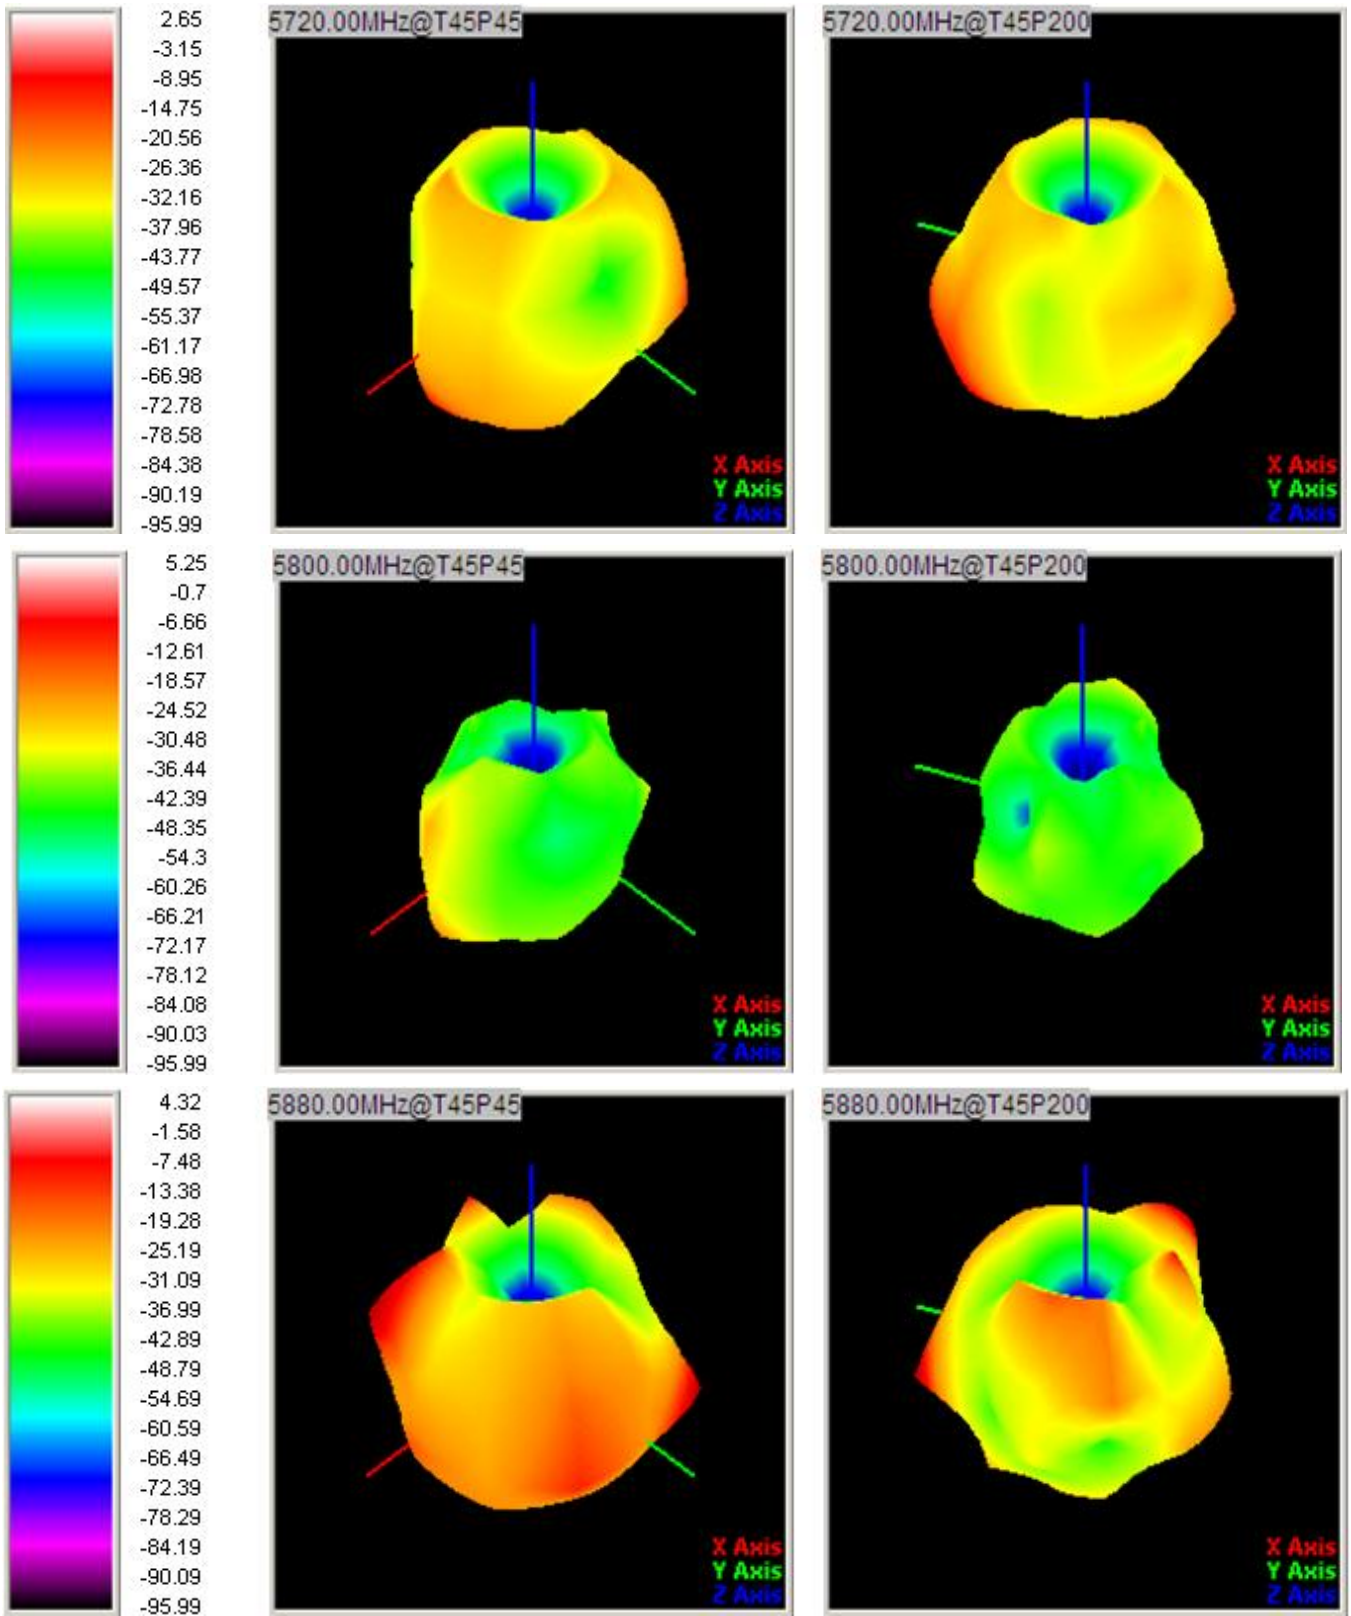 2.65
-3.15
-8.95
-14.75
-20.56
-26.36
-32.16
-37.96
-43.77
-49.57
-55.37
-61.17
-66.98
-72.78
-78.58
-84.38
-90.19
-95.99
5720.00MHz@T45P45
X Axis
Y Axis
Z Axis
5720.00MHz@T45P200
X Axis
Y Axis
Z Axis
5.25
-0.7
-6.66
-12.61
-18.57
-24.52
-30.48
-36.44
-42.39
-48.35
-54.3
-60.26
-66.21
-72.17
-78.12
-84.08
-90.03
-95.99
5800.00MHz@T45P45
X Axis
Y Axis
Z Axis
5800.00MHz@T45P200
X Axis
Y Axis
Z Axis
4.32
-1.58
-7.48
-13.38
-19.28
-25.19
-31.09
-36.99
-42.89
-48.79
-54.69
-60.59
-66.49
-72.39
-78.29
-84.19
-90.09
-95.99
5880.00MHz@T45P45
X Axis
Y Axis
Z Axis
5880.00MHz@T45P200
X Axis
Y Axis
Z Axis